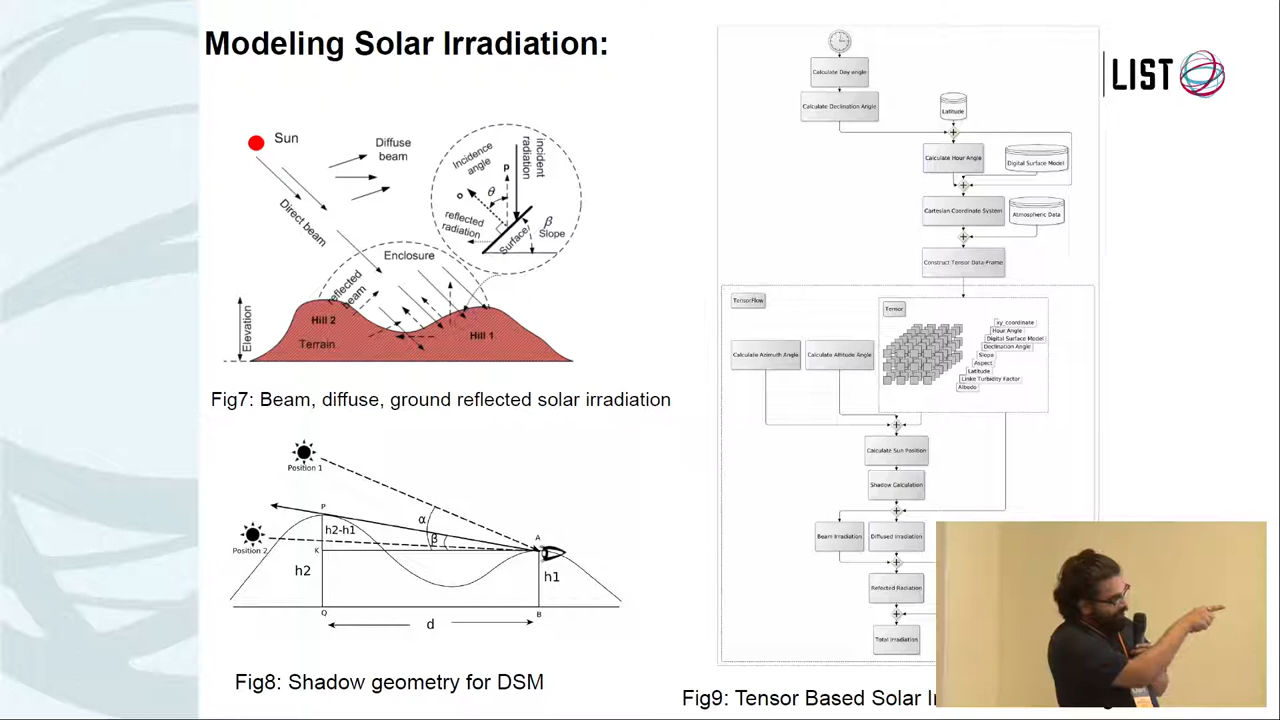 Modeling Solar Irradiation:
LIST
Sun
Diffuse
beam
Direct beam
Incidence
angle
incident
radiation
P
O
θ
reflected
radiation
Surface
β
Slope
Enclosure
reflected
beam
Elevation
Hill 2
Terrain
Hill 1
Fig7: Beam, diffuse, ground reflected solar irradiation
Position 1
Position 2
P
h2-h1
α
β
A
K
h2
h1
Q
B
d
Fig8: Shadow geometry for DSM
Calculate Day angle
Calculate Declination Angle
Latitude
Calculate Hour Angle
Digital Surface Model
Cartesian Coordinate System
Atmospheric Data
Construct Tensor Data-Frame
TensorFlow
Tensor
xy_coordinate
Hour Angle
Digital Surface Model
Declination Angle
Slope
Aspect
Latitude
Linke Turbidity Factor
Albedo
Calculate Azimuth Angle
Calculate Altitude Angle
Calculate Sun Position
Shadow Calculation
Beam Irradiation
Diffused Irradiation
Reflected Radiation
Total Irradiation
Fig9: Tensor Based Solar